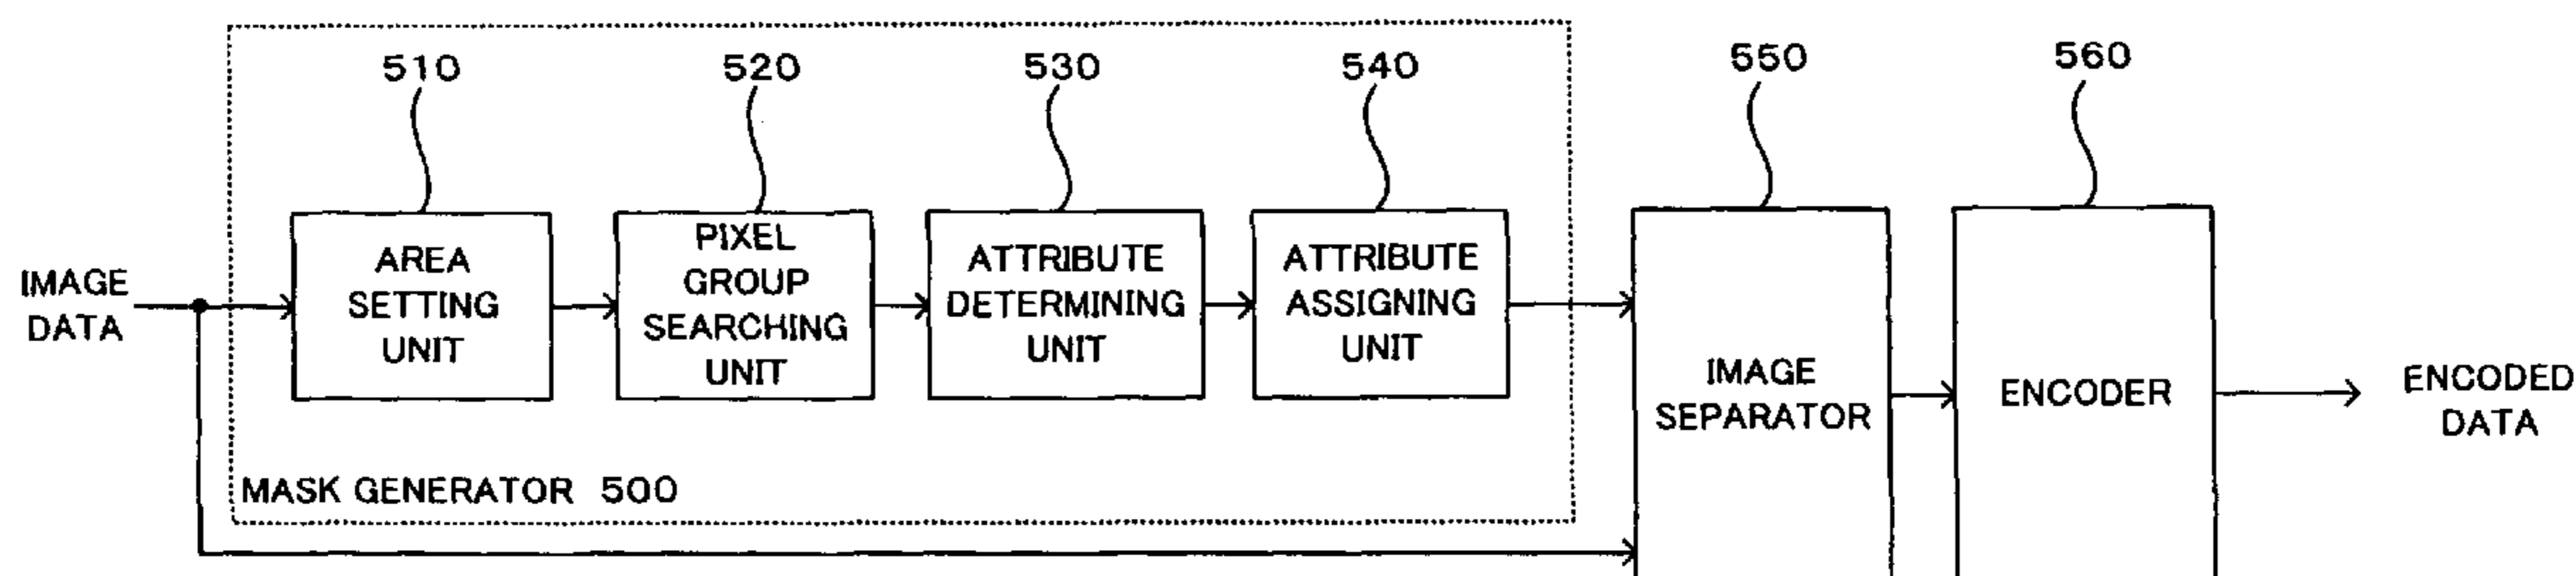 510
520
530
540
550
560
IMAGE
DATA
AREA
SETTING
UNIT
PIXEL
GROUP
SEARCHING
UNIT
ATTRIBUTE
DETERMINING
UNIT
ATTRIBUTE
ASSIGNING
UNIT
IMAGE
SEPARATOR
ENCODER
ENCODED
DATA
MASK GENERATOR 500